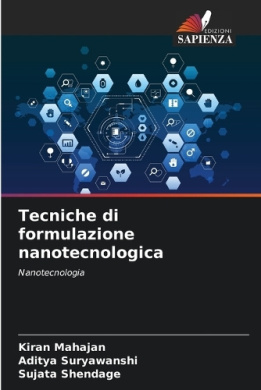 EDIZIONI
SAPIENZA
Tecniche di
formulazione
nanotecnologica
Nanotecnologia
Kiran Mahajan
Aditya Suryawanshi
Sujata Shendage